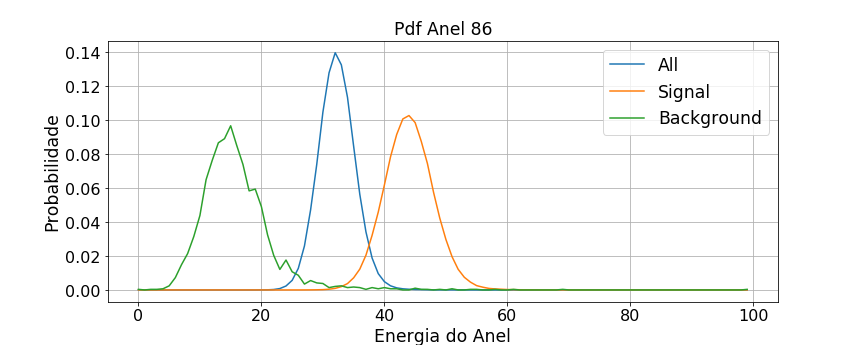 Pdf Anel 86
All
Signal
Background
Probabilidade
0.14
0.12
0.10
0.08
0.06
0.04
0.02
0.00
0 20 40 60 80 100
Energia do Anel